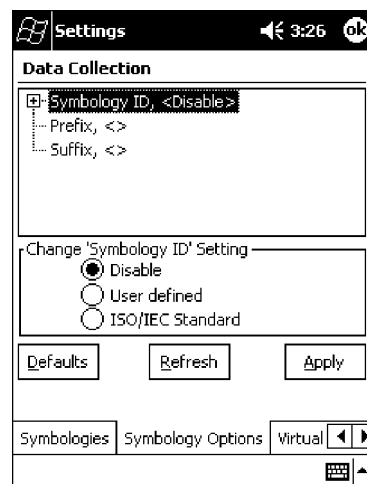 Settings 3:26 ok
Data Collection
Symbology ID, <Disable>
Prefix, <>
Suffix, <>
Change 'Symbology ID' Setting
Disable
User defined
ISO/IEC Standard
Defaults Refresh Apply
Symbologies Symbology Options Virtual